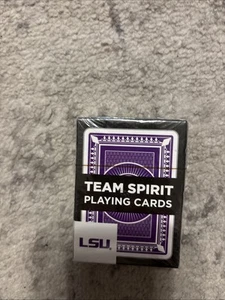 TEAM SPIRIT
PLAYING CARDS
LSU